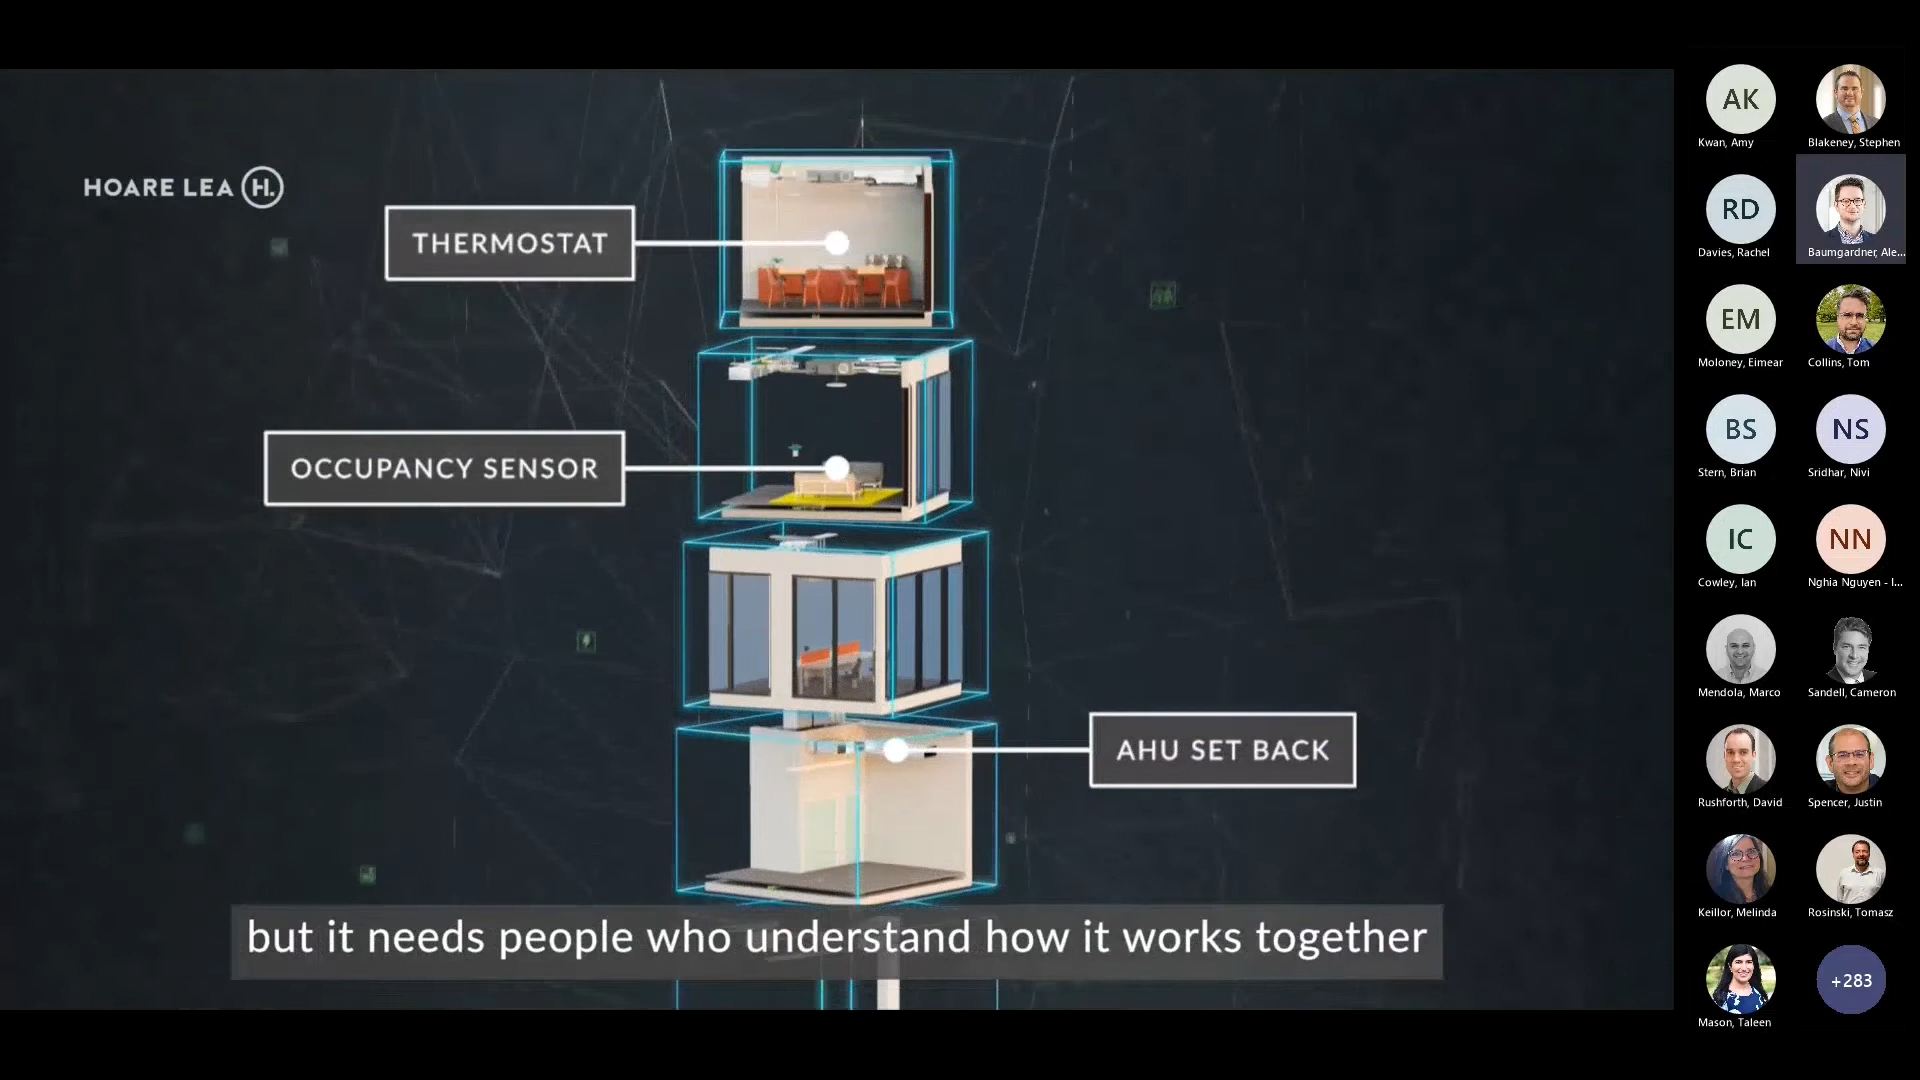 HOARE LEA H.
THERMOSTAT
OCCUPANCY SENSOR
AHU SET BACK
but it needs people who understand how it works together
AK
Kwan, Amy
Blakeney, Stephen
RD
Davies, Rachel
Baumgardner, Ale...
EM
Moloney, Eimear
Collins, Tom
BS
Stern, Brian
NS
Sridhar, Nivi
IC
Cowley, Ian
NN
Nghia Nguyen - I...
Mendola, Marco
Sandell, Cameron
Rushforth, David
Spencer, Justin
Keillor, Melinda
Rosinski, Tomasz
Mason, Taleen
+283